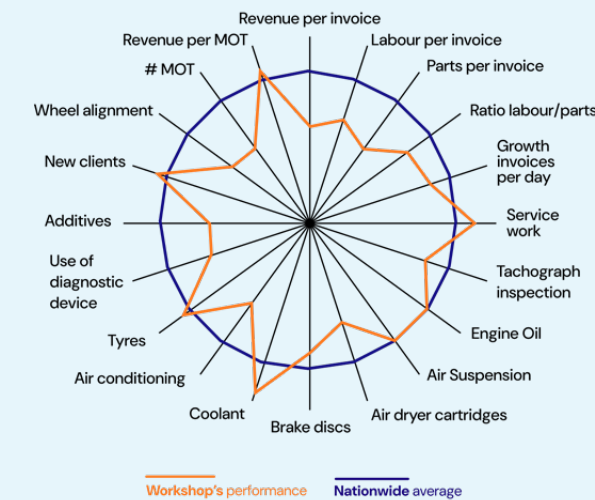 Revenue per invoice
Revenue per MOT
Labour per invoice
# MOT
Parts per invoice
Wheel alignment
Ratio labour/parts
New clients
Growth
invoices
per day
Additives
Service
work
Use of
diagnostic
device
Tachograph
inspection
Tyres
Engine Oil
Air conditioning
Air Suspension
Coolant
Air dryer cartridges
Brake discs
Workshop's performance
Nationwide average